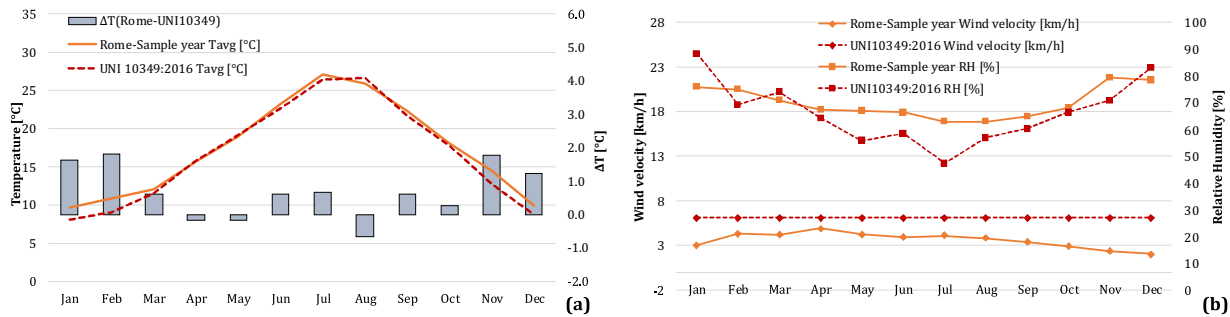 35
30
25
20
15
10
5
0
Temperature [°C]
ΔT(Rome-UNI10349)
Rome-Sample year Tavg [°C]
UNI 10349:2016 Tavg [°C]
6.0
5.0
4.0
3.0
2.0
1.0
0.0
-1.0
-2.0
ΔT [°C]
Jan Feb Mar Apr May Jun Jul Aug Sep Oct Nov Dec
(a)
28
23
18
13
8
3
-2
Wind velocity [km/h]
Rome-Sample year Wind velocity [km/h]
UNI10349:2016 Wind velocity [km/h]
Rome-Sample year RH [%]
UNI10349:2016 RH [%]
100
90
80
70
60
50
40
30
20
10
0
Relative Humidity [%]
Jan Feb Mar Apr May Jun Jul Aug Sep Oct Nov Dec
(b)